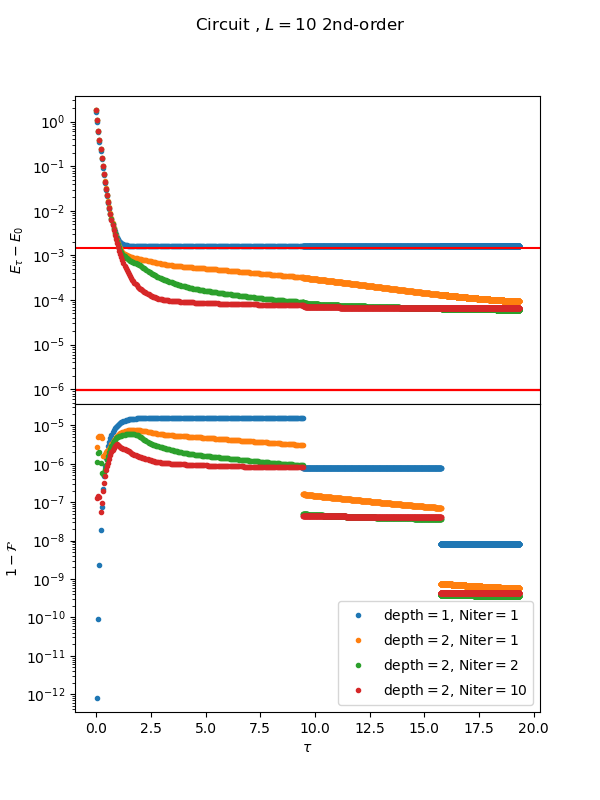 Circuit , L = 10 2nd-order
10⁰
10⁻¹
10⁻²
10⁻³
10⁻⁴
10⁻⁵
10⁻⁶
E_τ − E₀
10⁻⁵
10⁻⁶
10⁻⁷
10⁻⁸
10⁻⁹
10⁻¹⁰
10⁻¹¹
10⁻¹²
1 − ℱ
depth = 1, Niter = 1
depth = 2, Niter = 1
depth = 2, Niter = 2
depth = 2, Niter = 10
0.0 2.5 5.0 7.5 10.0 12.5 15.0 17.5 20.0
τ